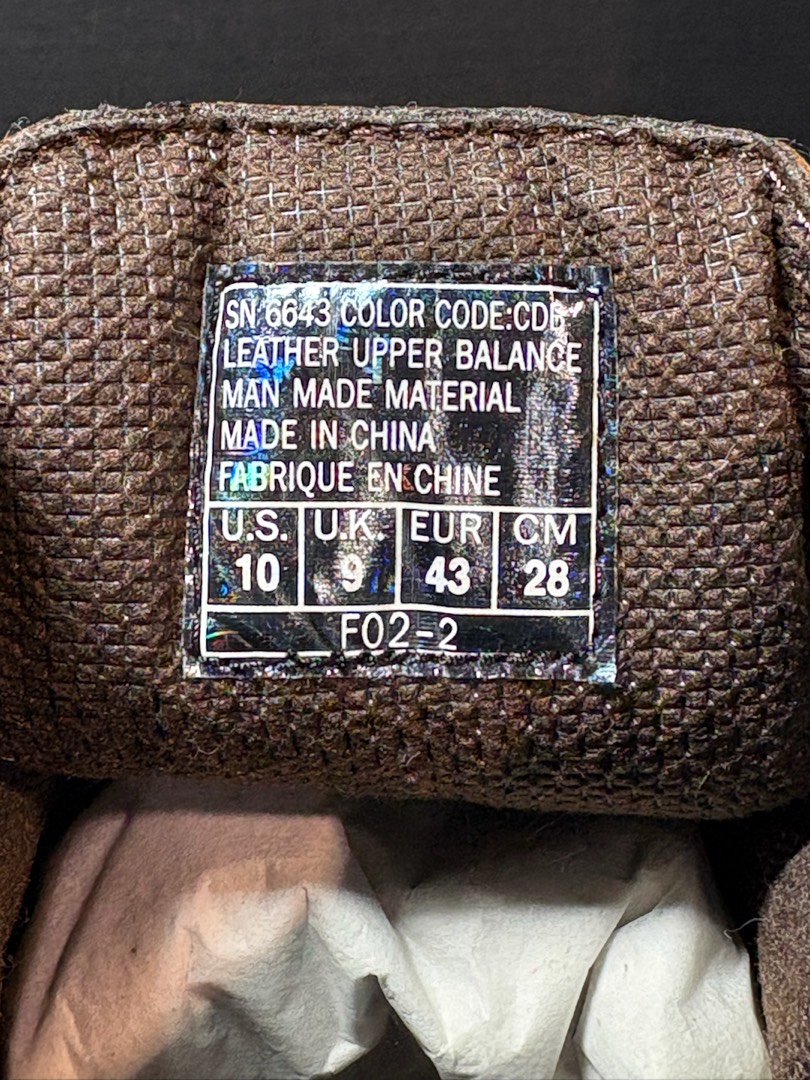 SN 6643 COLOR CODE:CDB
LEATHER UPPER BALANCE
MAN MADE MATERIAL
MADE IN CHINA
FABRIQUE EN CHINE
U.S. U.K. EUR CM
10 9 43 28
F02-2